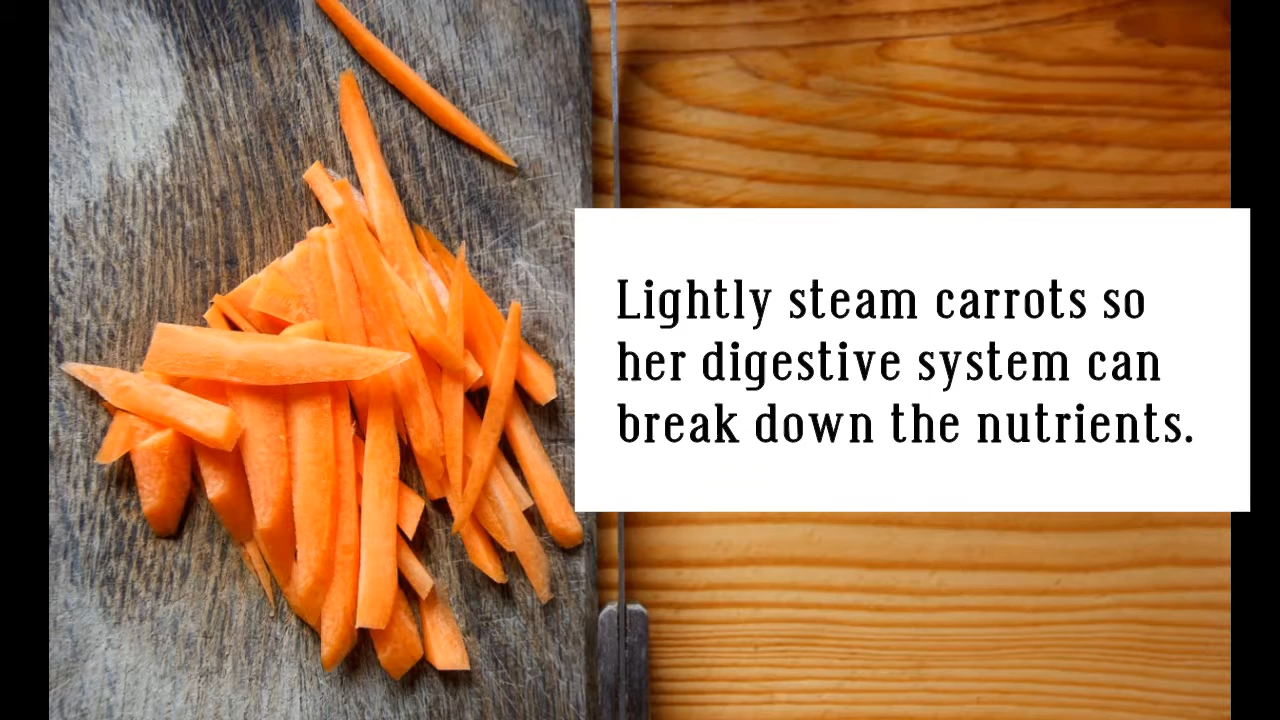 Lightly steam carrots so
her digestive system can
break down the nutrients.